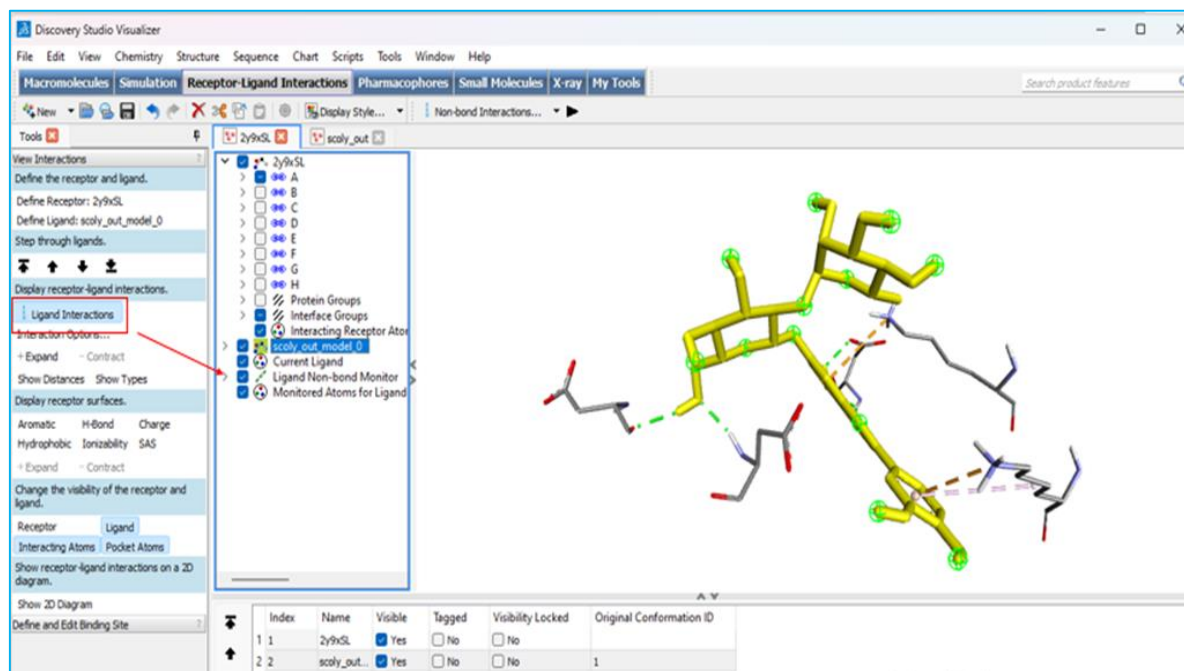 Discovery Studio Visualizer
File Edit View Chemistry Structure Sequence Chart Scripts Tools Window Help
Macromolecules Simulation Receptor-Ligand Interactions Pharmacophores Small Molecules X-ray My Tools
Search product features
New Display Style... Non-bond Interactions...
Tools
2y9xSL scoly_out
View Interactions ?
Define the receptor and ligand.
Define Receptor: 2y9xSL
Define Ligand: scoly_out_model_0
Step through ligands.
Display receptor-ligand interactions.
Ligand Interactions
Interaction Options...
+Expand - Contract
Show Distances Show Types
Display receptor surfaces.
Aromatic H-Bond Charge
Hydrophobic Ionizability SAS
+Expand - Contract
Change the visibility of the receptor and
ligand.
Receptor Ligand
Interacting Atoms Pocket Atoms
Show receptor-ligand interactions on a 2D
diagram.
Show 2D Diagram
Define and Edit Binding Site ?
2y9xSL
A
B
C
D
E
F
G
H
Protein Groups
Interface Groups
Interacting Receptor Ator
scoly_out_model_0
Current Ligand
Ligand Non-bond Monitor
Monitored Atoms for Ligand
Index Name Visible Tagged Visibility Locked Original Conformation ID
1 1 2y9xSL Yes No No
2 2 scoly_out... Yes No No 1